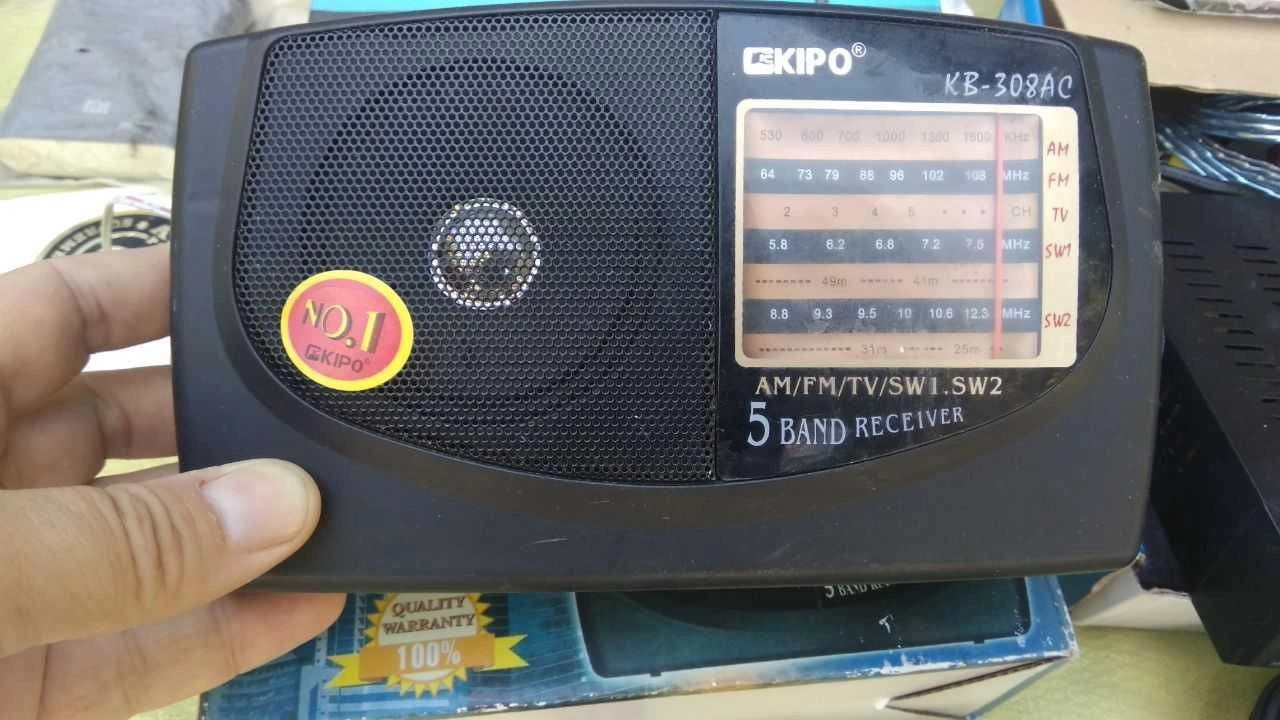 KIPO®
KB-308AC
530 600 700 1000 1300 1600 KHz AM
64 73 79 88 96 102 108 MHz FM
2 3 4 5 • • • CH TV
5.8 6.2 6.8 7.2 7.5 MHz SW1
-------- 49m ------ 41m --------
8.8 9.3 9.5 10 10.6 12.3 MHz SW2
------------- 31m ------ 25m ---
AM/FM/TV/SW1.SW2
5 BAND RECEIVER
NO.1
KIPO®
QUALITY
WARRANTY
100%
5 BAND